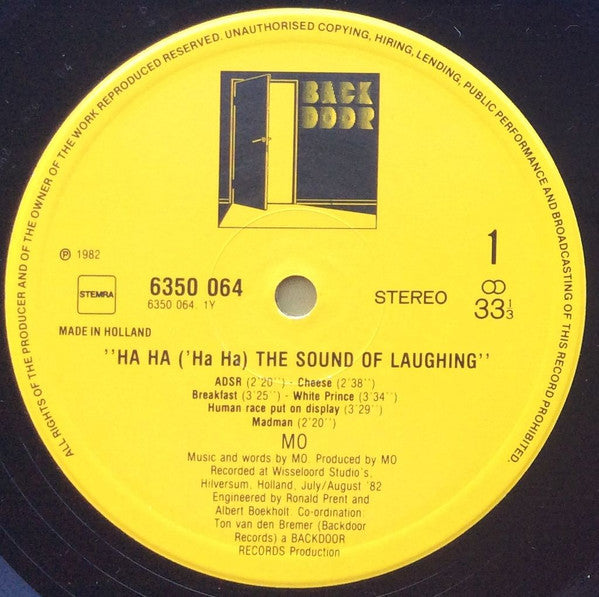 ALL RIGHTS OF THE PRODUCER AND OF THE OWNER OF THE WORK REPRODUCED RESERVED. UNAUTHORISED COPYING, HIRING, LENDING, PUBLIC PERFORMANCE AND BROADCASTING OF THIS RECORD PROHIBITED.
BACK
DOOR
℗ 1982
1
STEMRA
6350 064
6350 064. 1Y
STEREO
33 1/3
MADE IN HOLLAND
''HA HA ('Ha Ha) THE SOUND OF LAUGHING''
ADSR (2'20'') - Cheese (2'38'')
Breakfast (3'25'') - White Prince (3'34'')
Human race put on display (3'29'')
Madman (2'20'')
MO
Music and words by MO. Produced by MO
Recorded at Wisseloord Studio's,
Hilversum, Holland, July/August '82
Engineered by Ronald Prent and
Albert Boekholt. Co-ordination:
Ton van den Bremer (Backdoor
Records) a BACKDOOR
RECORDS Production